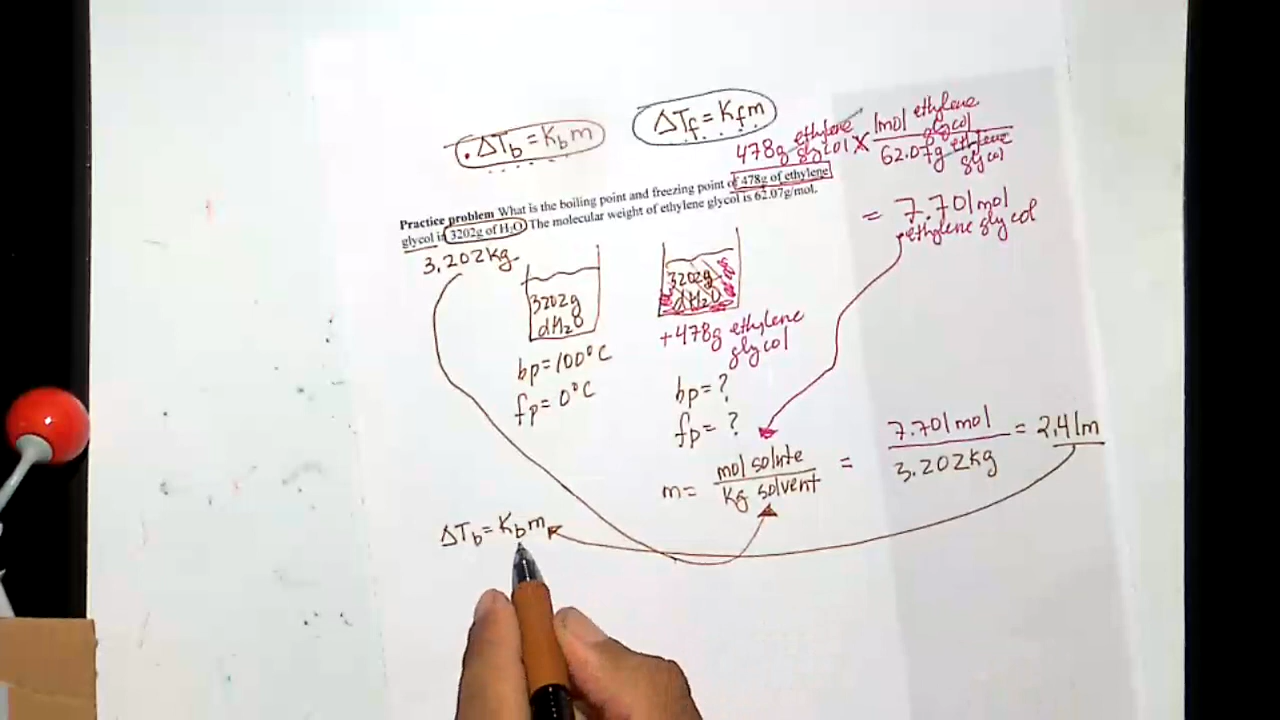 ΔTb = Kbm
ΔTf = Kfm
478g ethylene glycol x 1mol ethylene glycol / 62.07g ethylene glycol
= 7.701mol ethylene glycol
Practice problem What is the boiling point and freezing point of 478g of ethylene
glycol in 3202g of H₂O The molecular weight of ethylene glycol is 62.07g/mol.
3.202kg
3202g
dH₂O
bp=100°C
fp=0°C
3202g
dH₂O
+478g ethylene
glycol
bp=?
fp=?
m= mol solute / kg solvent = 7.701mol / 3.202kg = 2.41m
ΔTb=Kbm